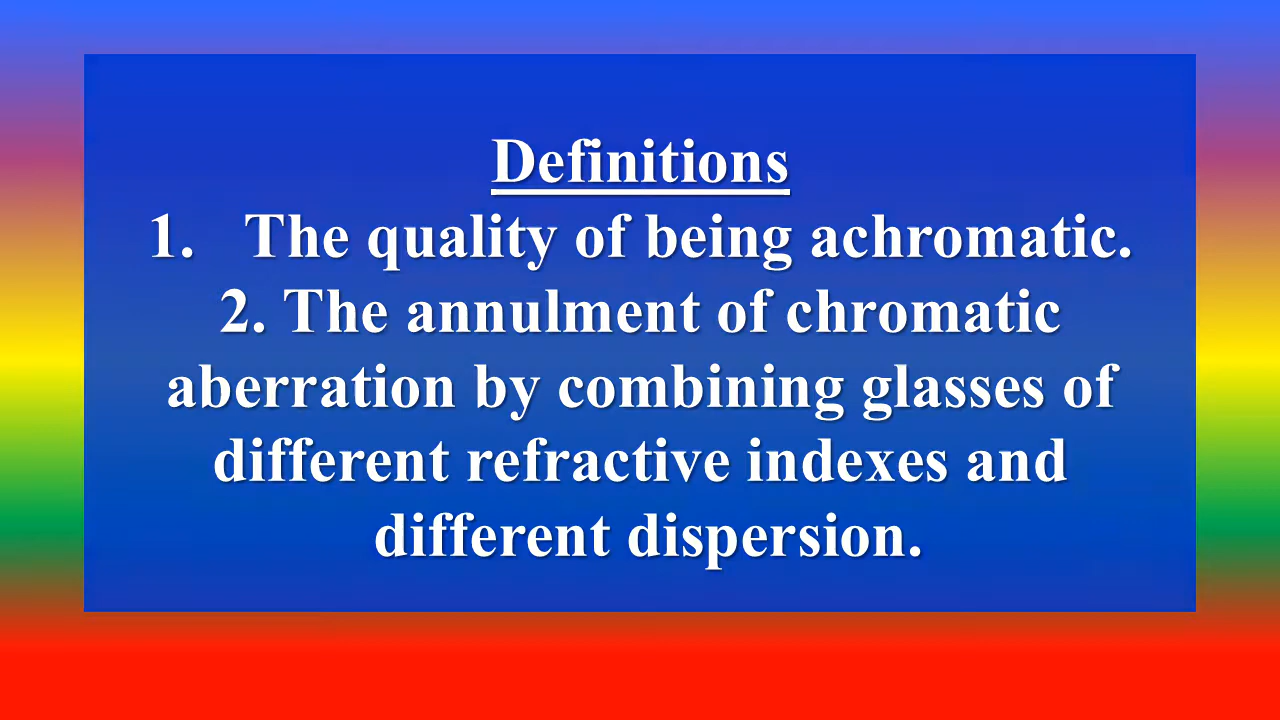 Definitions
1. The quality of being achromatic.
2. The annulment of chromatic
aberration by combining glasses of
different refractive indexes and
different dispersion.